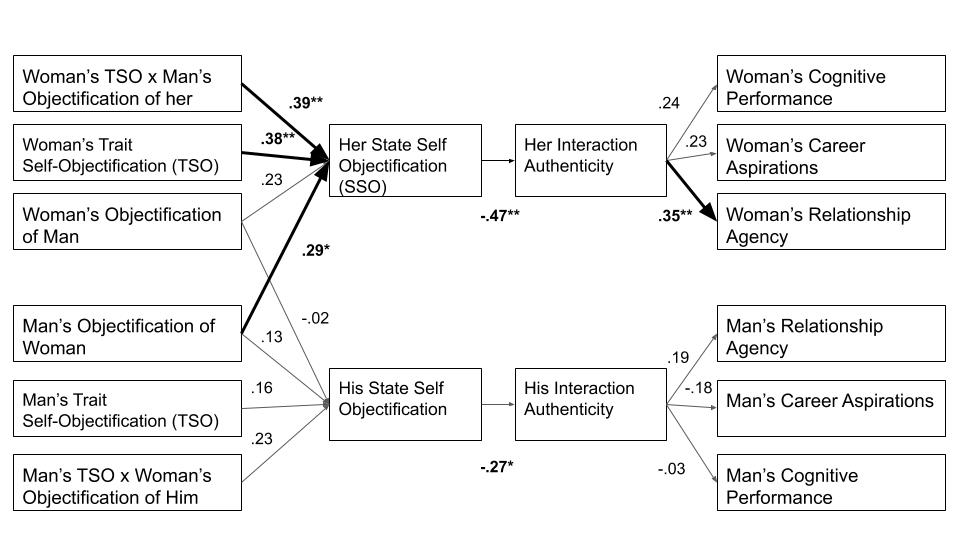 Woman's TSO x Man's
Objectification of her
Woman's Trait
Self-Objectification (TSO)
Woman's Objectification
of Man
Man's Objectification of
Woman
Man's Trait
Self-Objectification (TSO)
Man's TSO x Woman's
Objectification of Him
.39**
.38**
.23
.29*
-.02
.13
.16
.23
Her State Self
Objectification
(SSO)
His State Self
Objectification
-.47**
-.27*
Her Interaction
Authenticity
His Interaction
Authenticity
.24
.23
.35**
.19
-.18
-.03
Woman's Cognitive
Performance
Woman's Career
Aspirations
Woman's Relationship
Agency
Man's Relationship
Agency
Man's Career Aspirations
Man's Cognitive
Performance